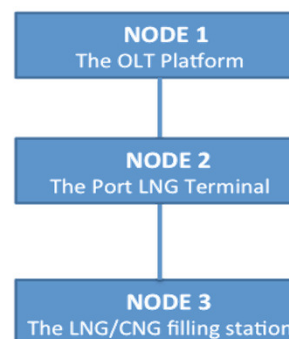 NODE 1
The OLT Platform
NODE 2
The Port LNG Terminal
NODE 3
The LNG/CNG filling station